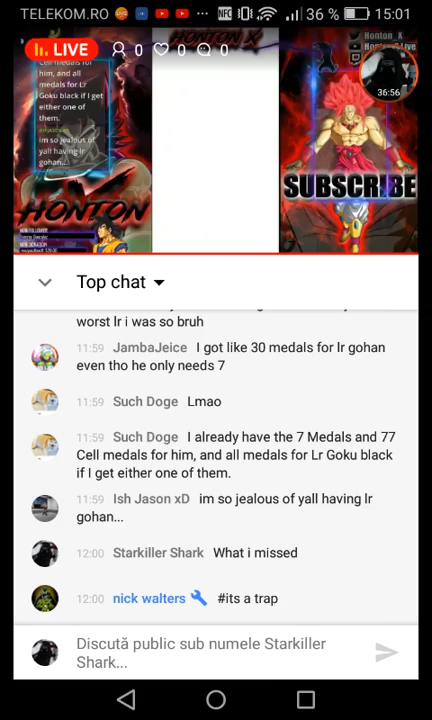 TELEKOM.RO ... NFC 36 % 15:01
LIVE 0 0 0
HONTON X
Honton_X
Cell medals for
him, and all
medals for Lr
Goku black if I get
either one of
them.
im so jealous of
yall having lr
gohan...
HONTON
SUBSCRIBE
36:56
Top chat
worst lr i was so bruh
11:59 JambaJeice I got like 30 medals for lr gohan
even tho he only needs 7
11:59 Such Doge Lmao
11:59 Such Doge I already have the 7 Medals and 77
Cell medals for him, and all medals for Lr Goku black
if I get either one of them.
11:59 Ish Jason xD im so jealous of yall having lr
gohan...
12:00 Starkiller Shark What i missed
12:00 nick walters #its a trap
Discută public sub numele Starkiller
Shark...